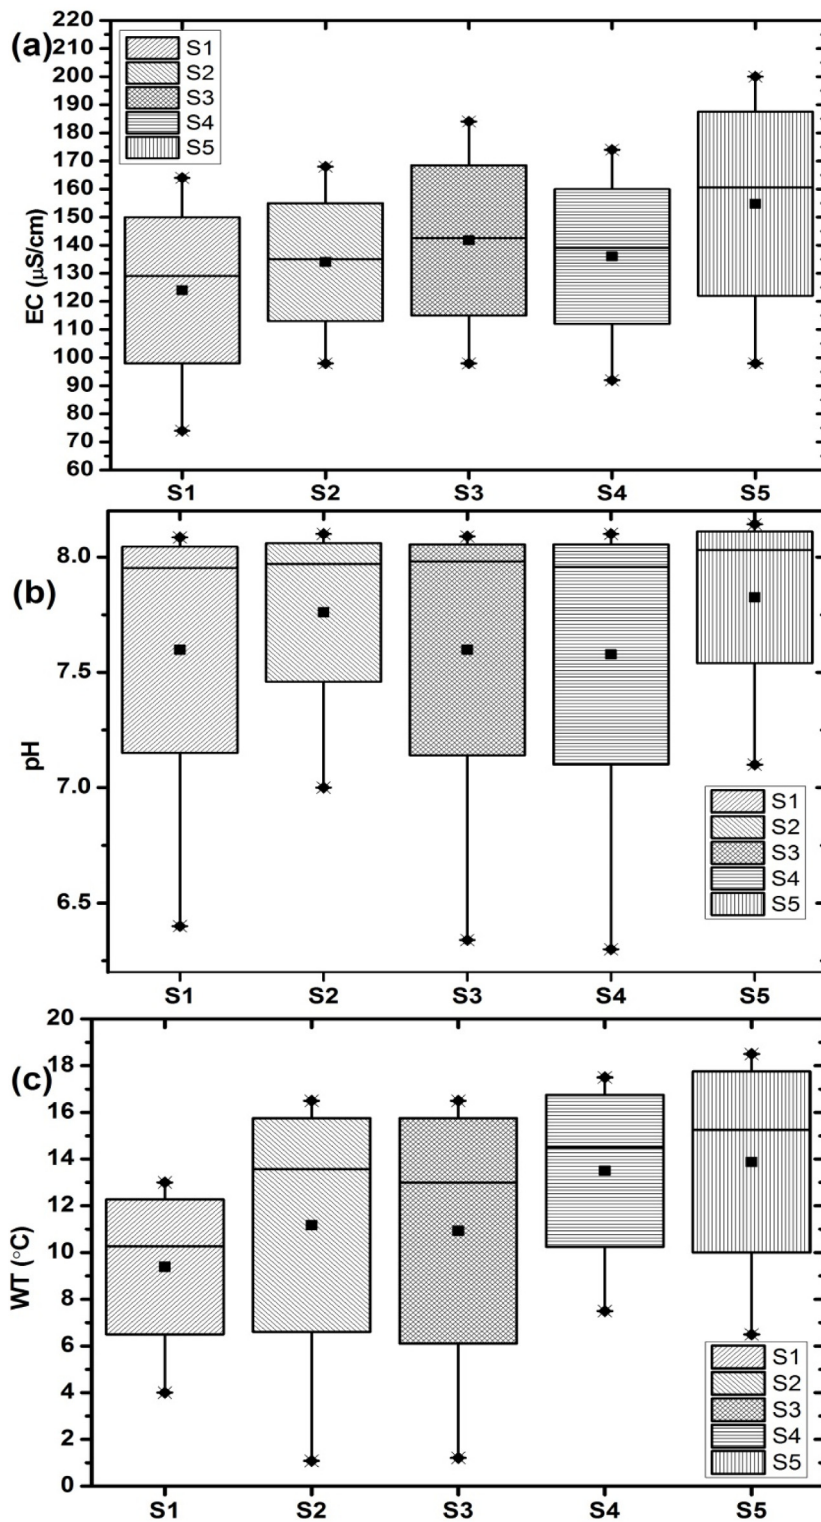 (a)
S1
S2
S3
S4
S5
EC (μS/cm)
220
210
200
190
180
170
160
150
140
130
120
110
100
90
80
70
60
S1 S2 S3 S4 S5
(b)
pH
8.0
7.5
7.0
6.5
S1
S2
S3
S4
S5
S1 S2 S3 S4 S5
(c)
WT (°C)
20
18
16
14
12
10
8
6
4
2
0
S1
S2
S3
S4
S5
S1 S2 S3 S4 S5